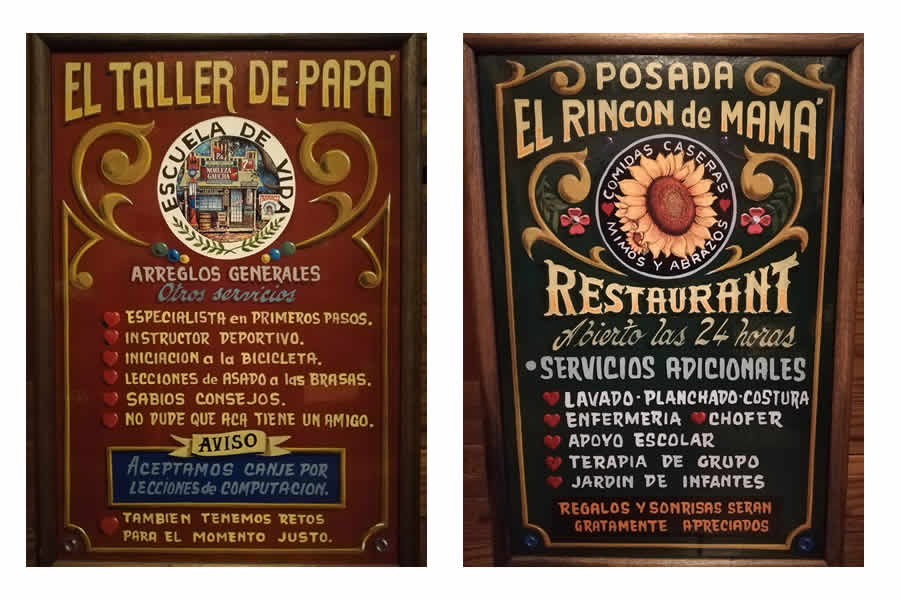 EL TALLER DE PAPA'
ESCUELA DE VIDA
NOBLEZA
GAUCHA
ARREGLOS GENERALES
Otros servicios
ESPECIALISTA en PRIMEROS PASOS.
INSTRUCTOR DEPORTIVO.
INICIACION a la BICICLETA.
LECCIONES de ASADO a las BRASAS.
SABIOS CONSEJOS.
NO DUDE QUE ACA TIENE UN AMIGO.
AVISO
ACEPTAMOS CANJE POR
LECCIONES de COMPUTACION.
TAMBIEN TENEMOS RETOS
PARA EL MOMENTO JUSTO.
POSADA
EL RINCON de MAMA'
COMIDAS CASERAS
MIMOS Y ABRAZOS
RESTAURANT
Abierto las 24 horas
•SERVICIOS ADICIONALES
LAVADO·PLANCHADO·COSTURA
ENFERMERIA CHOFER
APOYO ESCOLAR
TERAPIA DE GRUPO
JARDIN DE INFANTES
REGALOS Y SONRISAS SERAN
GRATAMENTE APRECIADOS